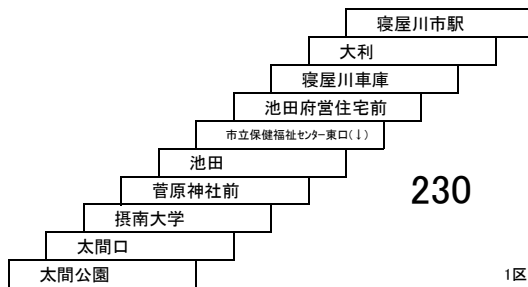 寝屋川市駅
大利
寝屋川車庫
池田府営住宅前
市立保健福祉センター東口(↓)
池田
菅原神社前
230
摂南大学
太間口
太間公園
1区